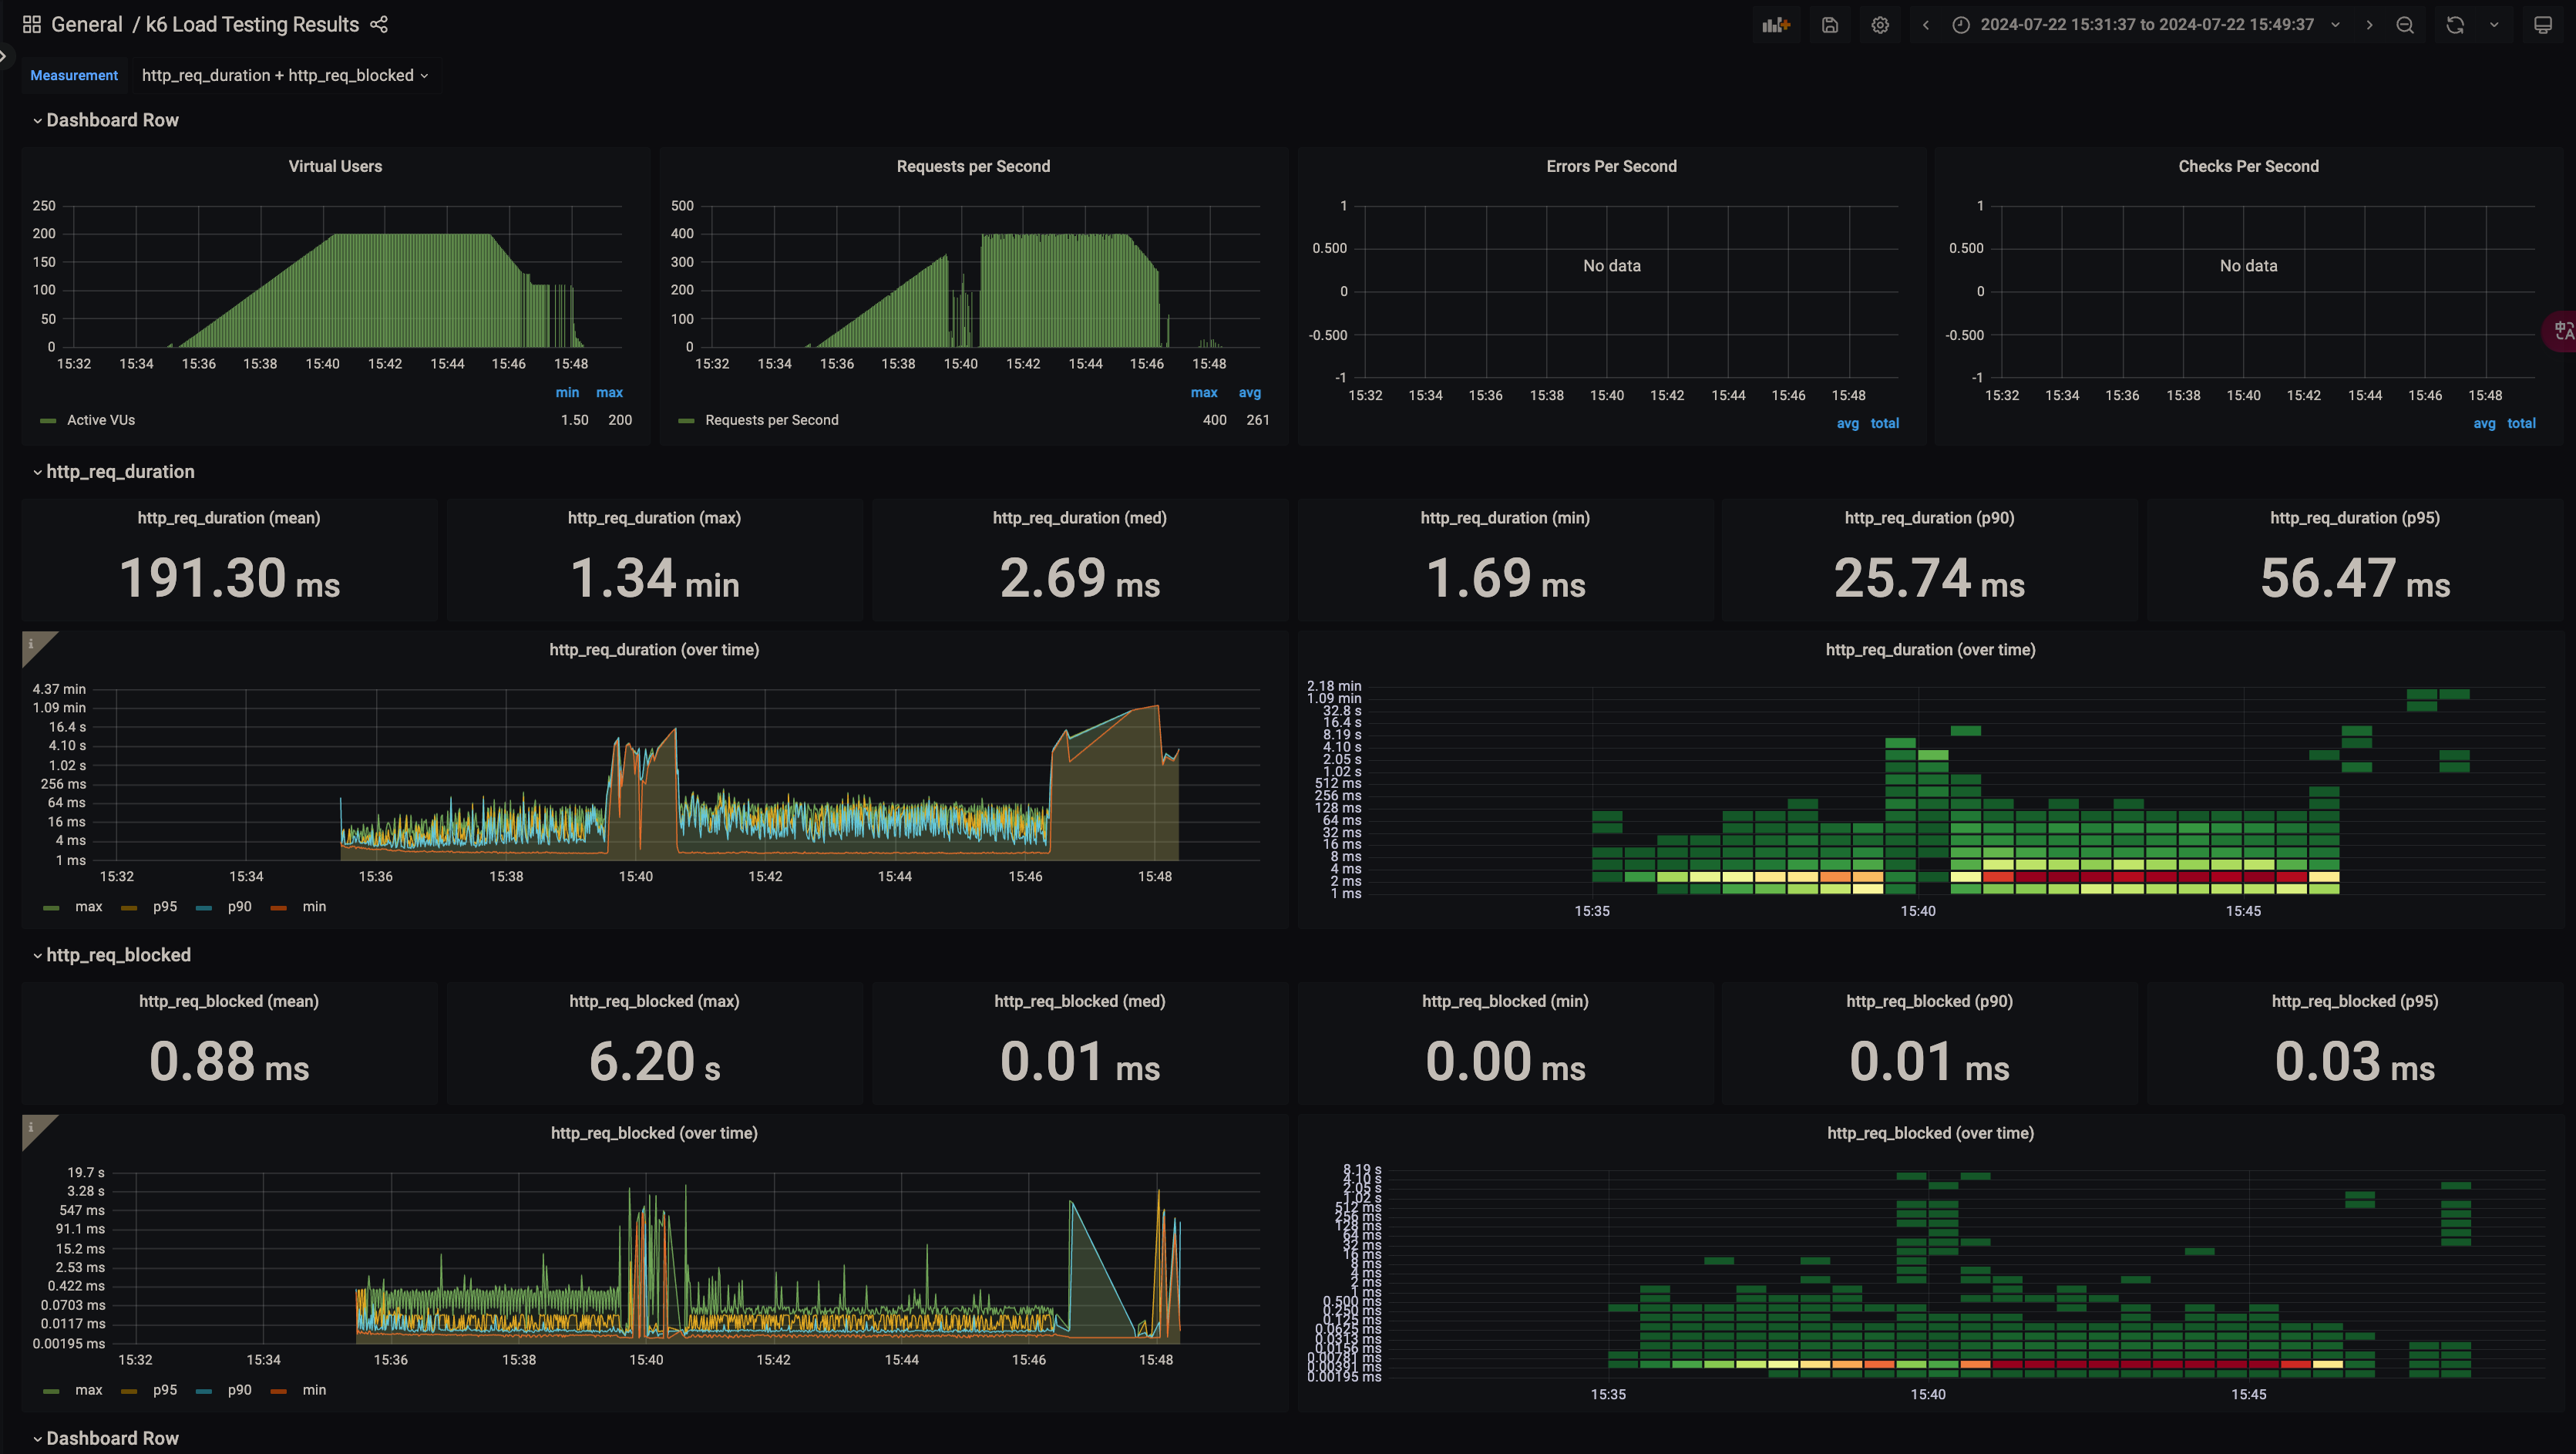 General / k6 Load Testing Results
2024-07-22 15:31:37 to 2024-07-22 15:49:37
Measurement http_req_duration + http_req_blocked
Dashboard Row
Virtual Users
250
200
150
100
50
0
15:32 15:34 15:36 15:38 15:40 15:42 15:44 15:46 15:48
min max
Active VUs 1.50 200
Requests per Second
500
400
300
200
100
0
15:32 15:34 15:36 15:38 15:40 15:42 15:44 15:46 15:48
max avg
Requests per Second 400 261
Errors Per Second
1
0.500
No data
0
-0.500
-1
15:32 15:34 15:36 15:38 15:40 15:42 15:44 15:46 15:48
avg total
Checks Per Second
1
0.500
No data
0
-0.500
-1
15:32 15:34 15:36 15:38 15:40 15:42 15:44 15:46 15:48
avg total
中A
http_req_duration
http_req_duration (mean)
191.30 ms
http_req_duration (max)
1.34 min
http_req_duration (med)
2.69 ms
http_req_duration (min)
1.69 ms
http_req_duration (p90)
25.74 ms
http_req_duration (p95)
56.47 ms
i
http_req_duration (over time)
4.37 min
1.09 min
16.4 s
4.10 s
1.02 s
256 ms
64 ms
16 ms
4 ms
1 ms
15:32 15:34 15:36 15:38 15:40 15:42 15:44 15:46 15:48
max p95 p90 min
http_req_duration (over time)
2.18 min
1.09 min
32.8 s
16.4 s
8.19 s
4.10 s
2.05 s
1.02 s
512 ms
256 ms
128 ms
64 ms
32 ms
16 ms
8 ms
4 ms
2 ms
1 ms
15:35 15:40 15:45
http_req_blocked
http_req_blocked (mean)
0.88 ms
http_req_blocked (max)
6.20 s
http_req_blocked (med)
0.01 ms
http_req_blocked (min)
0.00 ms
http_req_blocked (p90)
0.01 ms
http_req_blocked (p95)
0.03 ms
i
http_req_blocked (over time)
19.7 s
3.28 s
547 ms
91.1 ms
15.2 ms
2.53 ms
0.422 ms
0.0703 ms
0.0117 ms
0.00195 ms
15:32 15:34 15:36 15:38 15:40 15:42 15:44 15:46 15:48
max p95 p90 min
http_req_blocked (over time)
8.19 s
4.10 s
2.05 s
1.02 s
512 ms
256 ms
128 ms
64 ms
32 ms
16 ms
8 ms
4 ms
2 ms
1 ms
0.500 ms
0.250 ms
0.125 ms
0.0625 ms
0.0313 ms
0.0156 ms
0.00781 ms
0.00391 ms
0.00195 ms
15:35 15:40 15:45
Dashboard Row